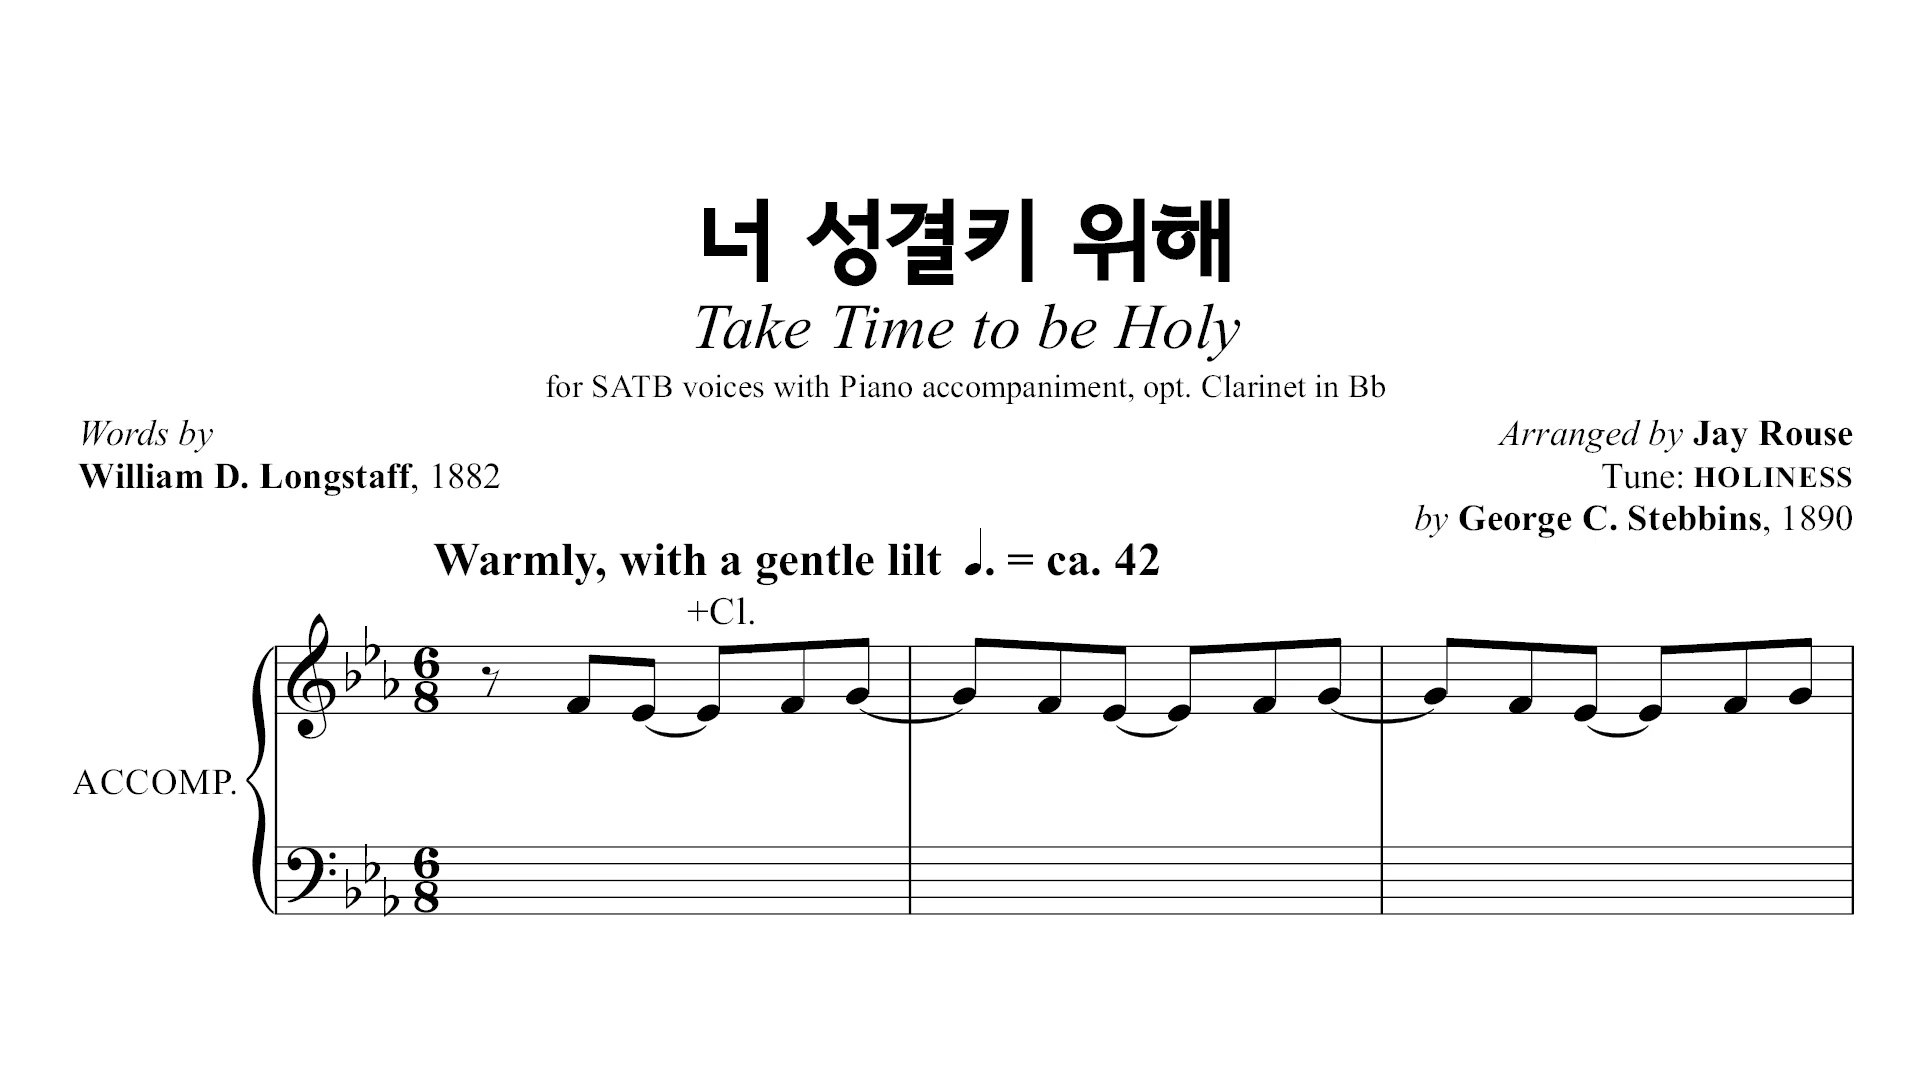 너 성결키 위해
Take Time to be Holy
for SATB voices with Piano accompaniment, opt. Clarinet in Bb
Words by
William D. Longstaff, 1882
Arranged by Jay Rouse
Tune: HOLINESS
by George C. Stebbins, 1890
Warmly, with a gentle lilt ♩. = ca. 42
+Cl.
6
8
ACCOMP.
6
8